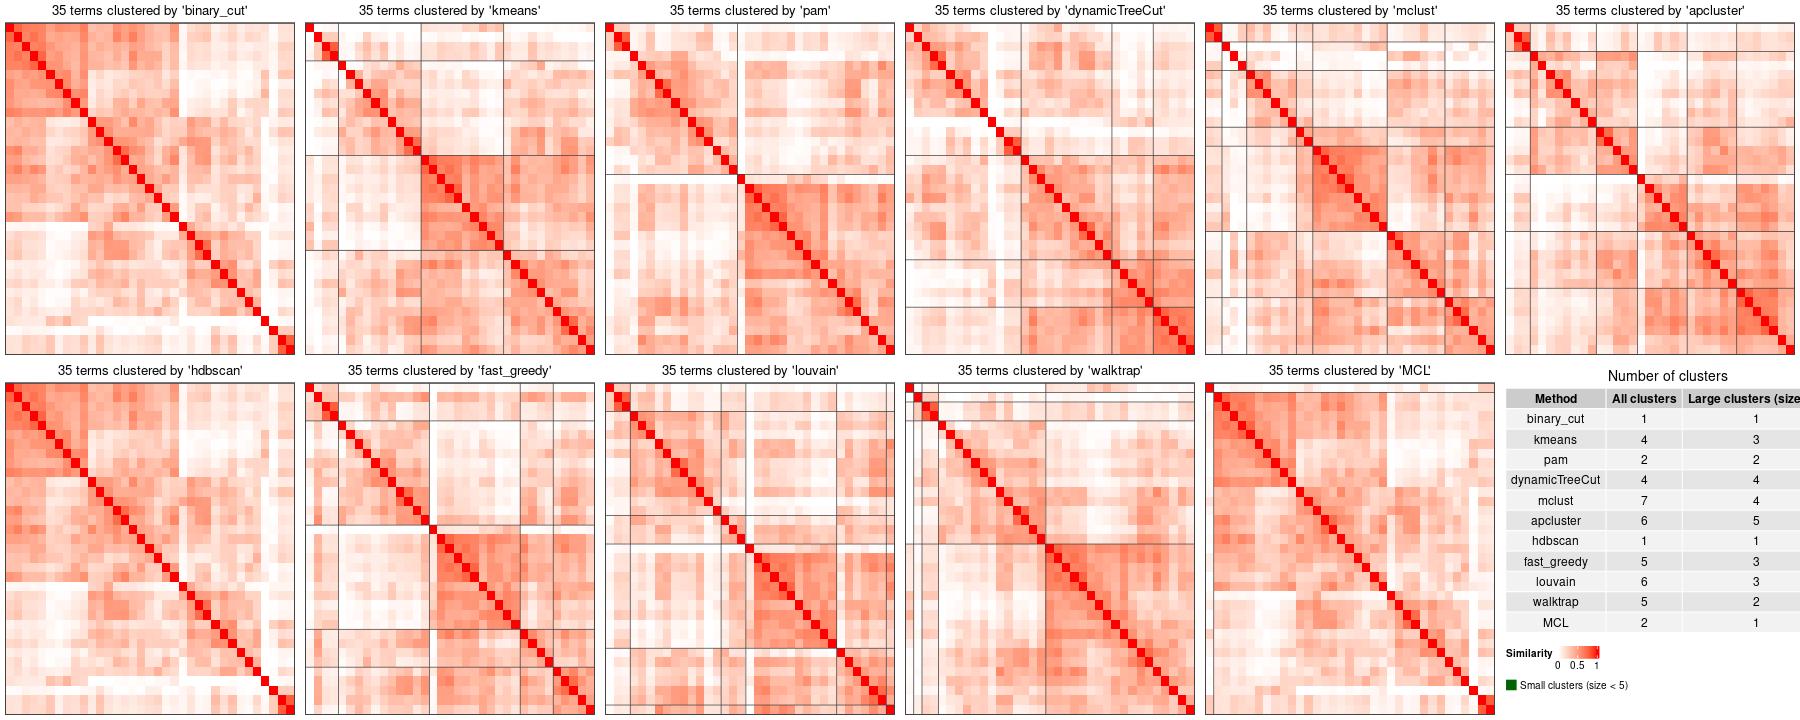 35 terms clustered by 'binary_cut'
35 terms clustered by 'kmeans'
35 terms clustered by 'pam'
35 terms clustered by 'dynamicTreeCut'
35 terms clustered by 'mclust'
35 terms clustered by 'apcluster'
35 terms clustered by 'hdbscan'
35 terms clustered by 'fast_greedy'
35 terms clustered by 'louvain'
35 terms clustered by 'walktrap'
35 terms clustered by 'MCL'
Number of clusters
Method All clusters Large clusters (size
binary_cut 1 1
kmeans 4 3
pam 2 2
dynamicTreeCut 4 4
mclust 7 4
apcluster 6 5
hdbscan 1 1
fast_greedy 5 3
louvain 6 3
walktrap 5 2
MCL 2 1
Similarity
0 0.5 1
Small clusters (size < 5)